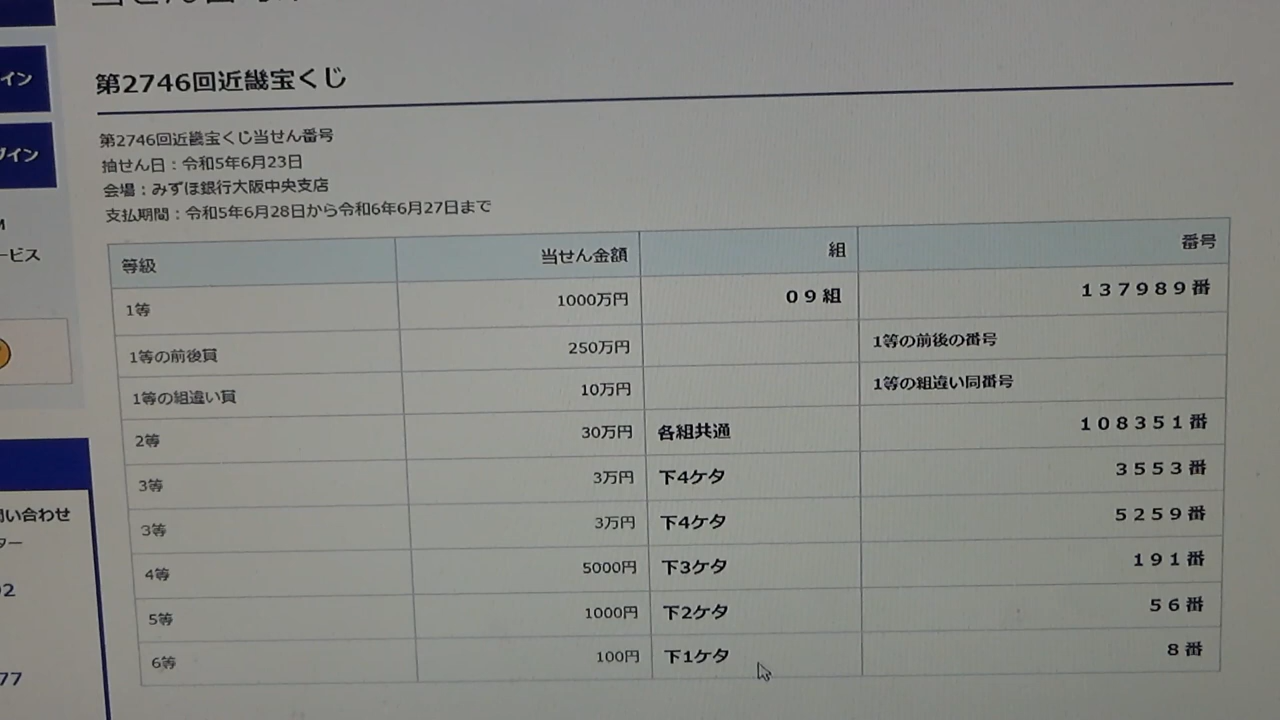 第2746回近畿宝くじ
第2746回近畿宝くじ当せん番号
抽せん日：令和5年6月23日
会場：みずほ銀行大阪中央支店
支払期間：令和5年6月28日から令和6年6月27日まで
等級 当せん金額 組 番号
1等 1000万円 09組 137989番
1等の前後賞 250万円 1等の前後の番号
1等の組違い賞 10万円 1等の組違い同番号
2等 30万円 各組共通 108351番
3等 3万円 下4ケタ 3553番
3等 3万円 下4ケタ 5259番
4等 5000円 下3ケタ 191番
5等 1000円 下2ケタ 56番
6等 100円 下1ケタ 8番
イン
グイン
ービス
い合わせ
ター
77